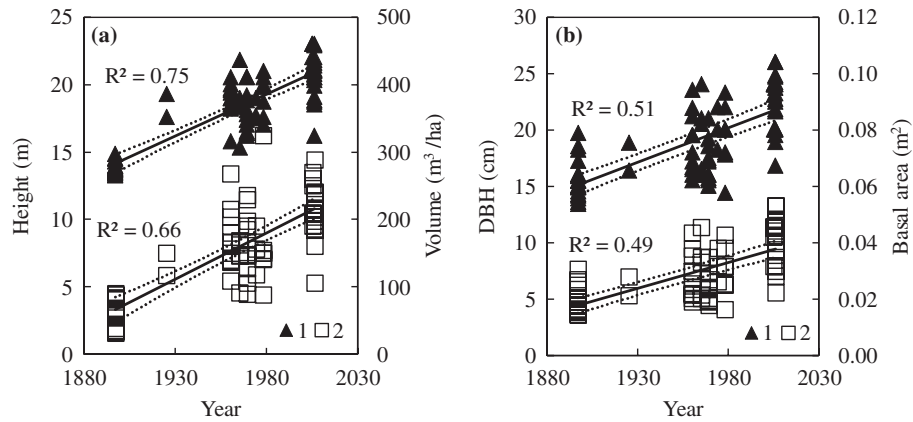 (a)
R² = 0.75
R² = 0.66
25
20
15
10
5
0
Height (m)
500
400
300
200
100
0
Volume (m³/ha)
1 2
1880 1930 1980 2030
Year
(b)
R² = 0.51
R² = 0.49
30
25
20
15
10
5
0
DBH (cm)
0.12
0.10
0.08
0.06
0.04
0.02
0.00
Basal area (m²)
1 2
1880 1930 1980 2030
Year